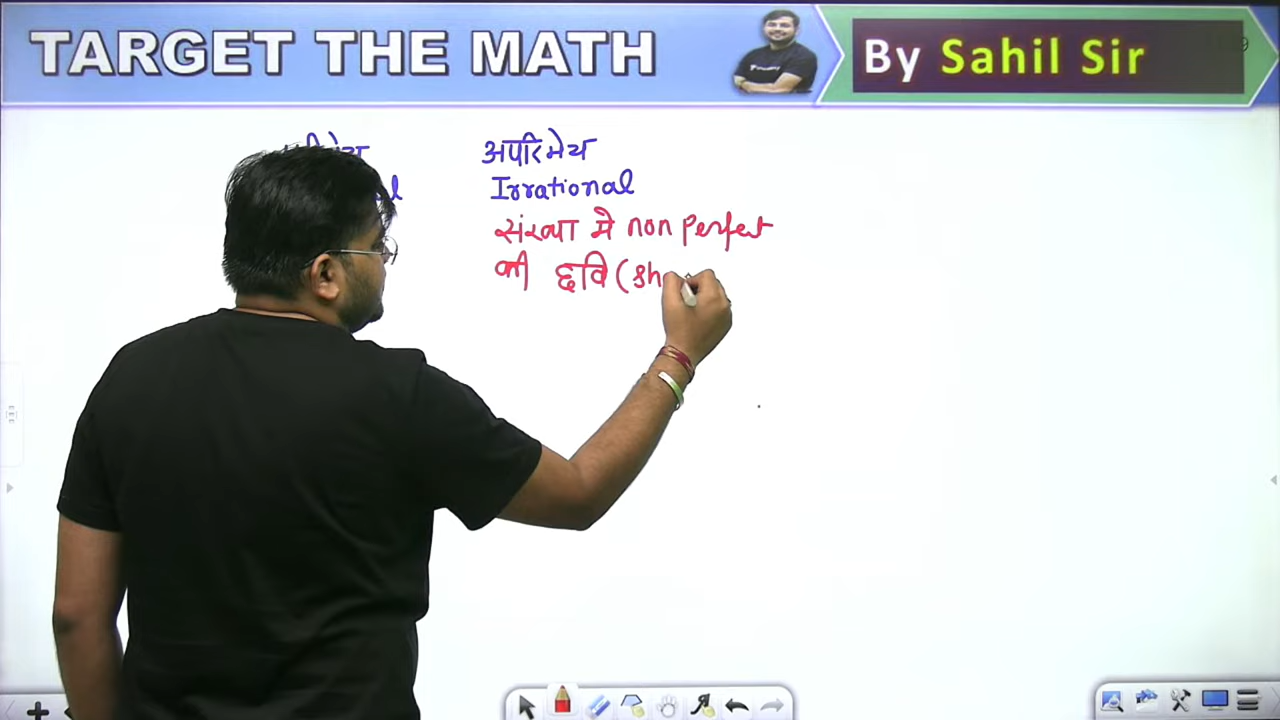 TARGET THE MATH
By Sahil Sir
अपरिमेय
Irrational
संख्या मे non perfect
की छवि (